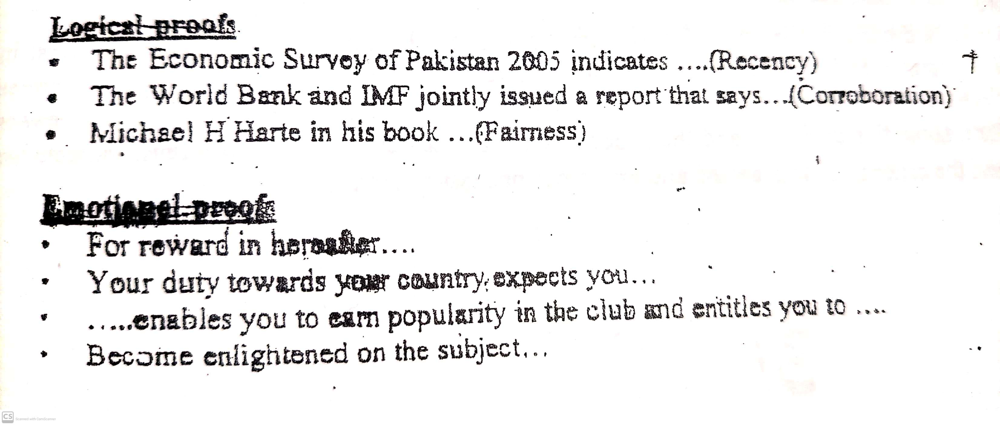 Logical proofs
• The Economic Survey of Pakistan 2005 indicates ....(Recency)
• The World Bank and IMF jointly issued a report that says...(Corroboration)
• Michael H Harte in his book ...(Fairness)
Emotional proofs
• For reward in hereafter....
• Your duty towards your country expects you...
• .....enables you to earn popularity in the club and entitles you to ....
• Become enlightened on the subject...
CS Scanned with CamScanner